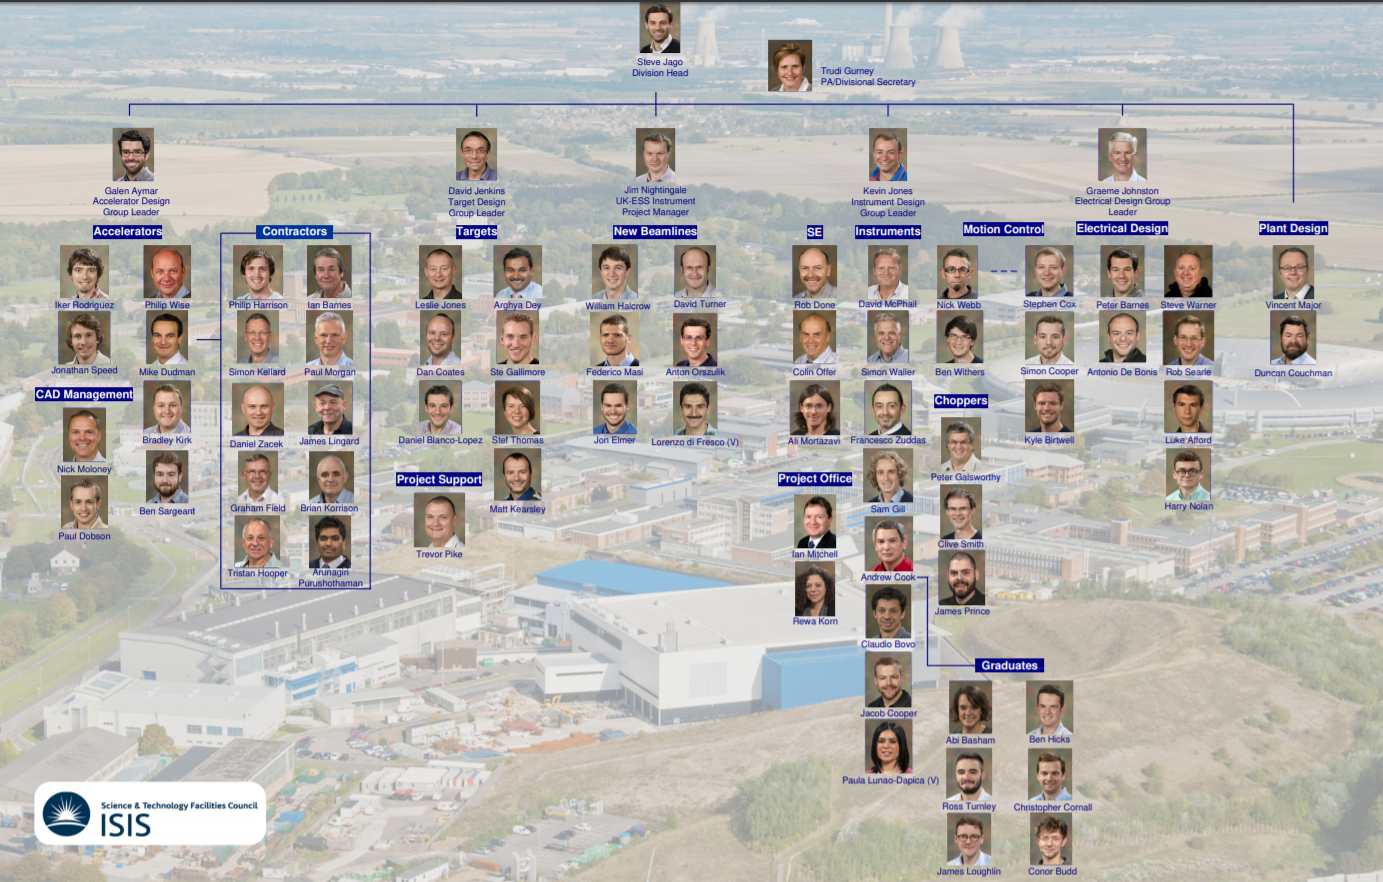 Steve Jago
Division Head
Trudi Gurney
PA/Divisional Secretary
Galen Aymar
Accelerator Design
Group Leader
David Jenkins
Target Design
Group Leader
Jim Nightingale
UK-ESS Instrument
Project Manager
Kevin Jones
Instrument Design
Group Leader
Graeme Johnston
Electrical Design Group
Leader
Accelerators
Iker Rodriguez
Philip Wise
Jonathan Speed
Mike Dudman
CAD Management
Bradley Kirk
Nick Moloney
Ben Sargeant
Paul Dobson
Contractors
Philip Harrison
Ian Barnes
Simon Kellard
Paul Morgan
Daniel Zacek
James Lingard
Graham Field
Brian Korrison
Tristan Hooper
Arunagiri
Purushothaman
Targets
Leslie Jones
Arghya Dey
Dan Coates
Ste Gallimore
Daniel Blanco-Lopez
Stef Thomas
Project Support
Matt Kearsley
Trevor Pike
New Beamlines
William Halcrow
David Turner
Federico Masi
Anton Orszulik
Jon Elmer
Lorenzo di Fresco (V)
SE
Rob Done
Colin Offer
Ali Mortazavi
Project Office
Ian Mitchell
Rewa Korn
Instruments
David McPhail
Simon Waller
Francesco Zuddas
Sam Gill
Andrew Cook
Claudio Bovo
Jacob Cooper
Paula Lunao-Dapica (V)
Motion Control
Nick Webb
Stephen Cox
Ben Withers
Simon Cooper
Kyle Birtwell
Choppers
Peter Galsworthy
Clive Smith
James Prince
Graduates
Abi Basham
Ben Hicks
Ross Turnley
Christopher Cornall
James Loughlin
Conor Budd
Electrical Design
Peter Barnes
Steve Warner
Antonio De Bonis
Rob Searle
Luke Afford
Harry Nolan
Plant Design
Vincent Major
Duncan Couchman
Science & Technology Facilities Council
ISIS